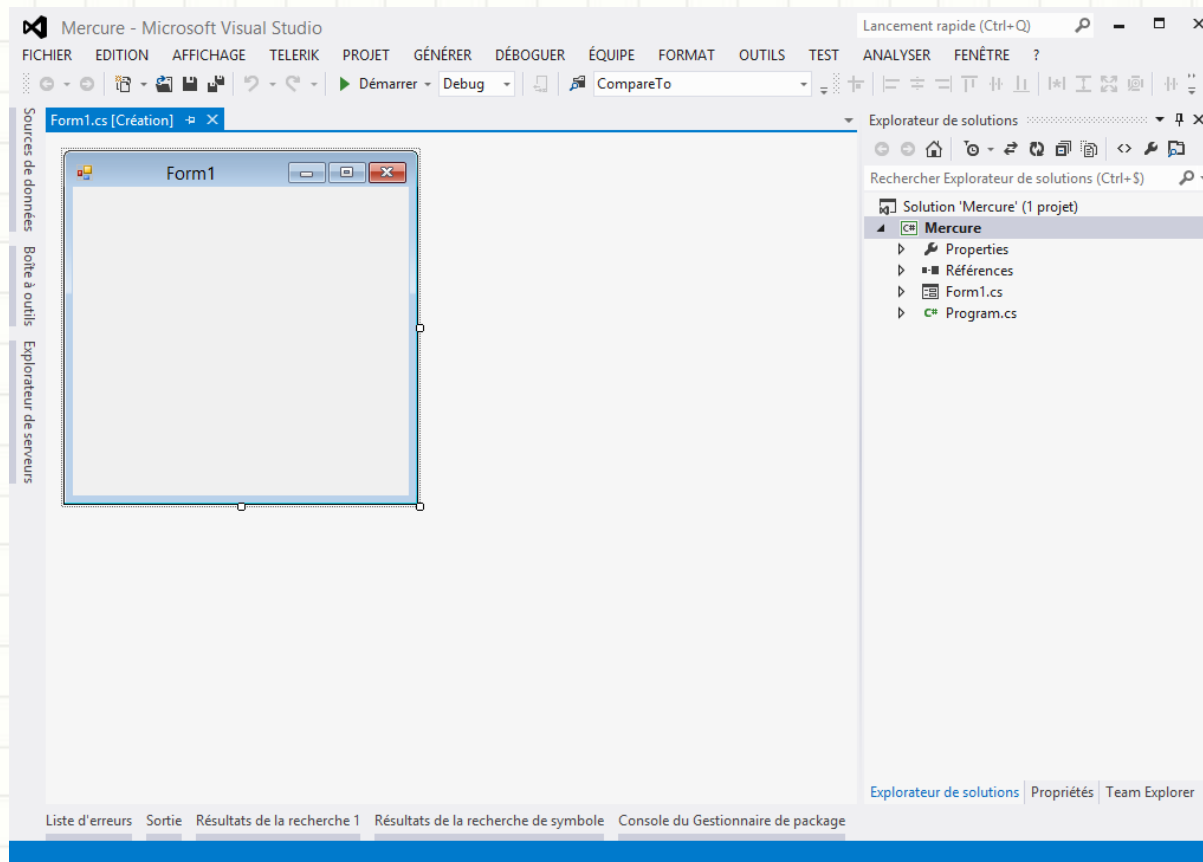 Mercure - Microsoft Visual Studio
Lancement rapide (Ctrl+Q)
FICHIER EDITION AFFICHAGE TELERIK PROJET GÉNÉRER DÉBOGUER ÉQUIPE FORMAT OUTILS TEST ANALYSER FENÊTRE ?
Démarrer Debug CompareTo
Sources de données
Boîte à outils
Explorateur de serveurs
Form1.cs [Création]
Form1
Explorateur de solutions
Rechercher Explorateur de solutions (Ctrl+$)
Solution 'Mercure' (1 projet)
C# Mercure
Properties
Références
Form1.cs
C# Program.cs
Explorateur de solutions Propriétés Team Explorer
Liste d'erreurs Sortie Résultats de la recherche 1 Résultats de la recherche de symbole Console du Gestionnaire de package